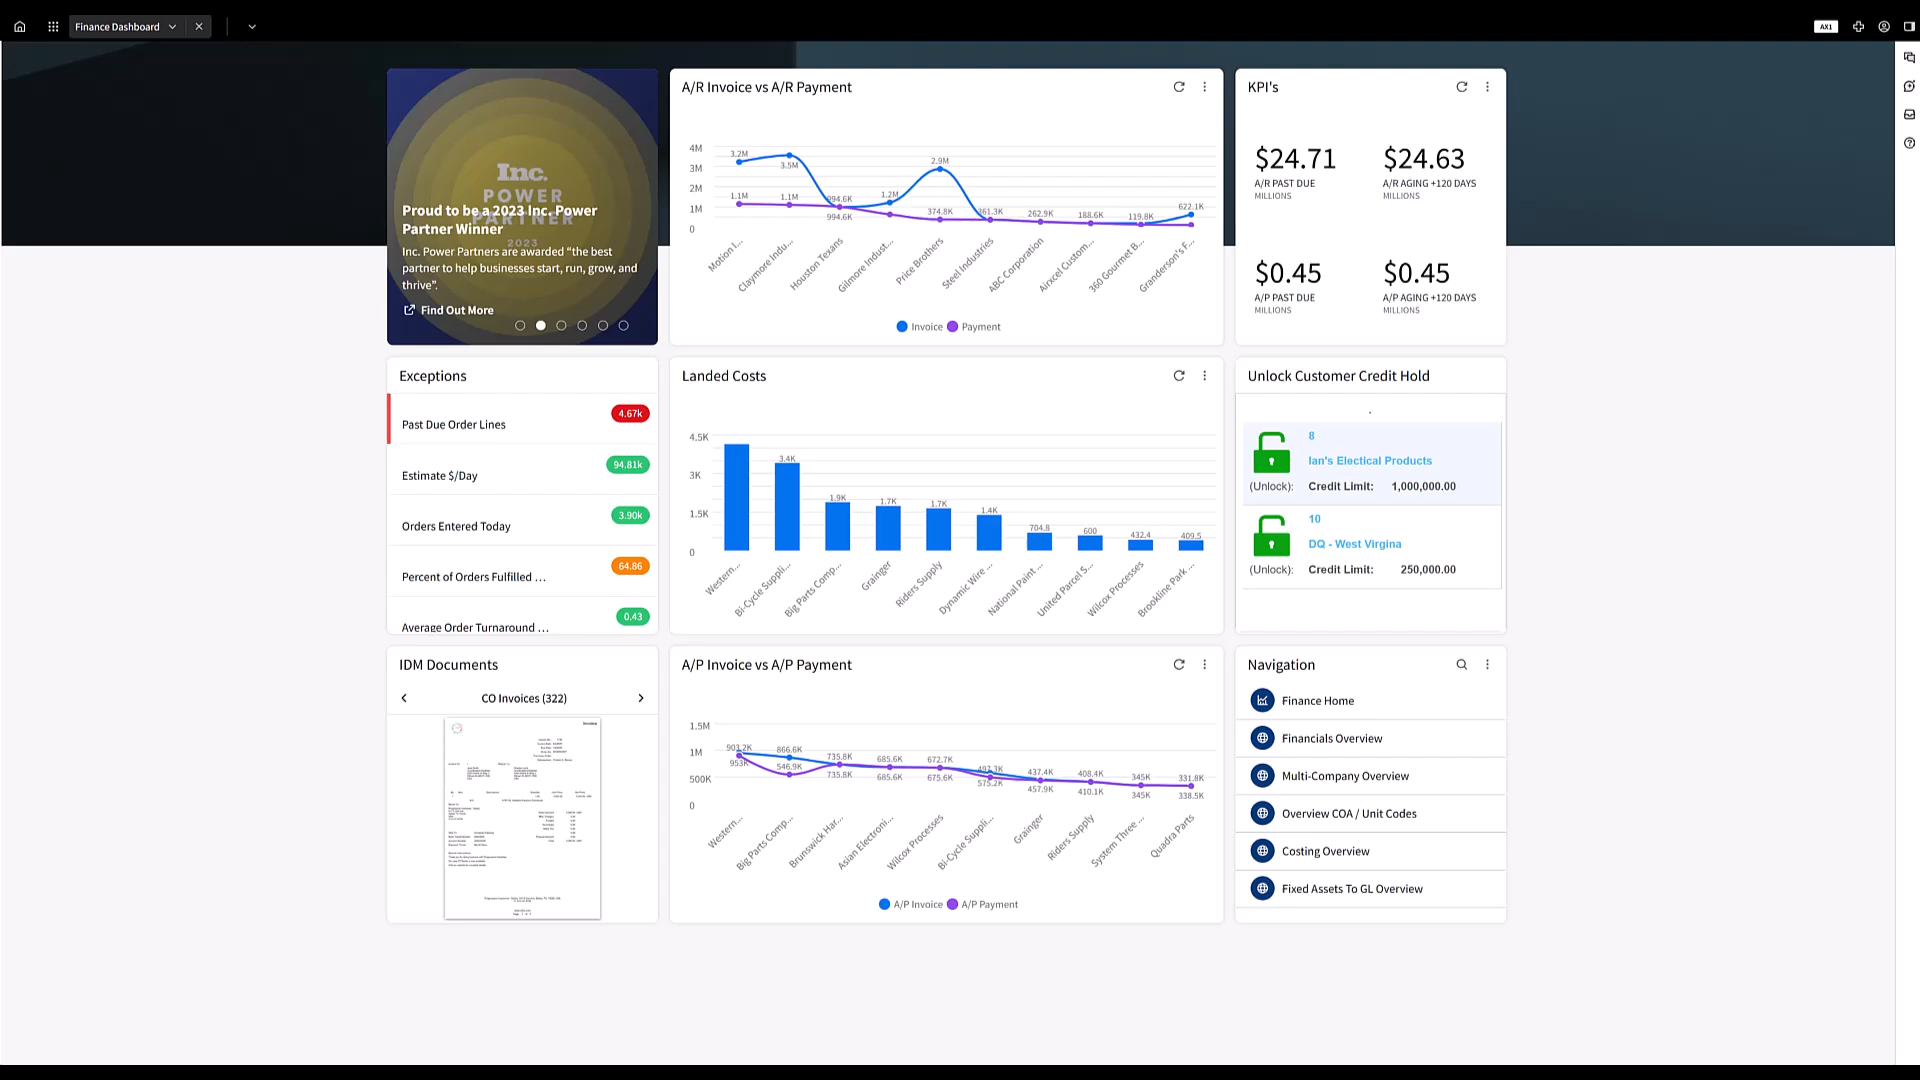 Finance Dashboard
AX1
Inc.
POWER
PARTNER
2023
Proud to be a 2023 Inc. Power
Partner Winner
Inc. Power Partners are awarded “the best
partner to help businesses start, run, grow, and
thrive”.
Find Out More
A/R Invoice vs A/R Payment
4M
3M
2M
1M
0
3.2M
3.5M
994.6K
1.2M
2.9M
361.3K
622.1K
1.1M
1.1M
994.6K
374.8K
262.9K
188.6K
119.8K
Motion I...
Claymore Indu...
Houston Texans
Gilmore Indust...
Price Brothers
Steel Industries
ABC Corporation
Airxcel Custom...
360 Gourmet B...
Granderson's F...
Invoice
Payment
KPI's
$24.71
A/R PAST DUE
MILLIONS
$24.63
A/R AGING +120 DAYS
MILLIONS
$0.45
A/P PAST DUE
MILLIONS
$0.45
A/P AGING +120 DAYS
MILLIONS
Exceptions
Past Due Order Lines
4.67k
Estimate $/Day
94.81k
Orders Entered Today
3.90k
Percent of Orders Fulfilled ...
64.86
Average Order Turnaround ...
0.43
Landed Costs
4.5K
3K
1.5K
0
3.4K
1.9K
1.7K
1.7K
1.4K
704.8
600
432.4
409.5
Western...
Bi-Cycle Suppli...
Big Parts Comp...
Grainger
Riders Supply
Dynamic Wire ...
National Paint ...
United Parcel S...
Wilcox Processes
Brookline Park ...
Unlock Customer Credit Hold
.
8
Ian's Electical Products
(Unlock): Credit Limit: 1,000,000.00
10
DQ - West Virgina
(Unlock): Credit Limit: 250,000.00
IDM Documents
CO Invoices (322)
A/P Invoice vs A/P Payment
1.5M
1M
500K
0
903.2K
866.6K
735.8K
685.6K
672.7K
497.3K
437.4K
408.4K
345K
331.8K
953K
546.9K
735.8K
685.6K
675.6K
575.2K
457.9K
410.1K
345K
338.5K
Western...
Big Parts Comp...
Brunswick Har...
Asian Electroni...
Wilcox Processes
Bi-Cycle Suppli...
Grainger
Riders Supply
System Three ...
Quadra Parts
A/P Invoice
A/P Payment
Navigation
Finance Home
Financials Overview
Multi-Company Overview
Overview COA / Unit Codes
Costing Overview
Fixed Assets To GL Overview